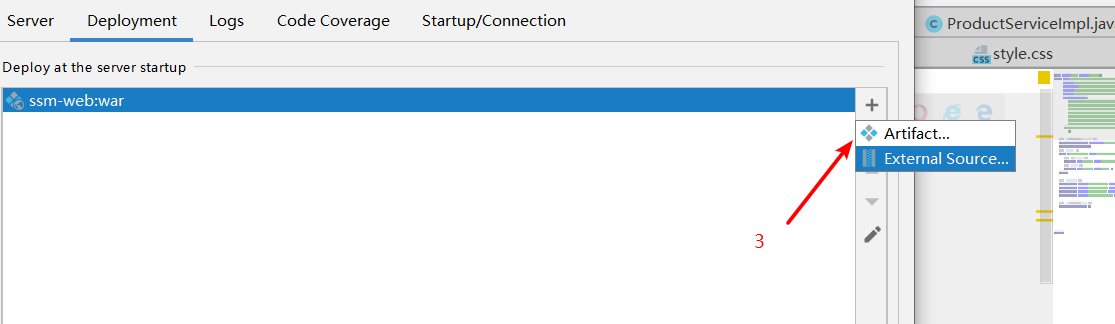 Server Deployment Logs Code Coverage Startup/Connection
ProductServiceImpl.jav
CSS style.css
Deploy at the server startup
ssm-web:war
Artifact...
External Source...
3